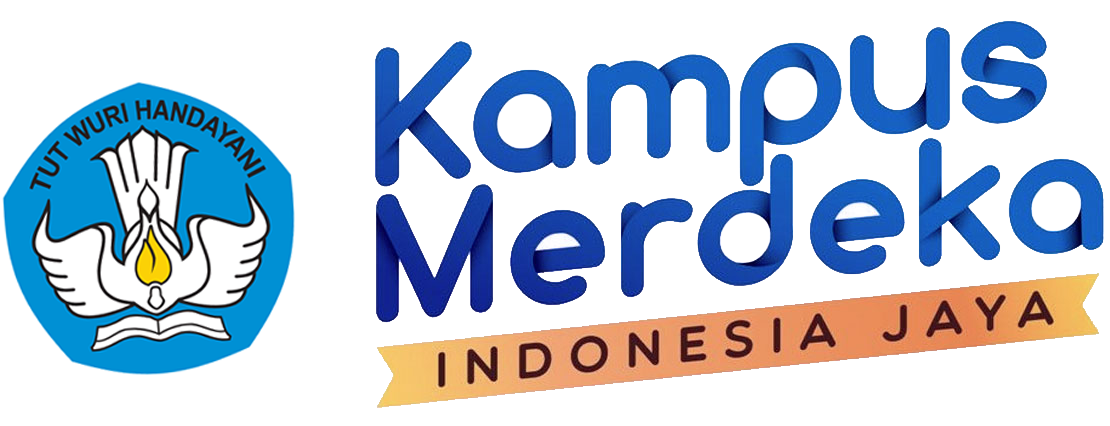 TUT WURI HANDAYANI
Kampus
Merdeka
INDONESIA JAYA